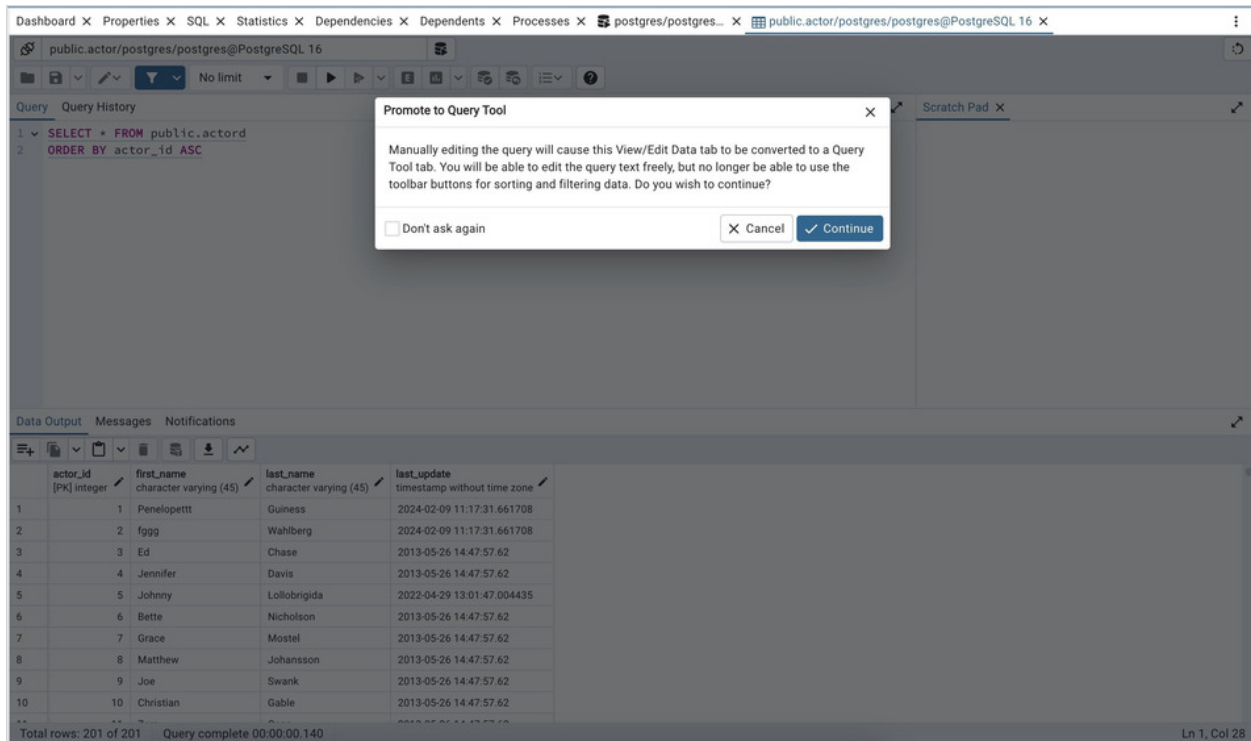 Dashboard X Properties X SQL X Statistics X Dependencies X Dependents X Processes X postgres/postgres... X public.actor/postgres/postgres@PostgreSQL 16 X
public.actor/postgres/postgres@PostgreSQL 16
No limit
Query Query History
Scratch Pad X
1 SELECT * FROM public.actord
2 ORDER BY actor_id ASC
Promote to Query Tool
Manually editing the query will cause this View/Edit Data tab to be converted to a Query
Tool tab. You will be able to edit the query text freely, but no longer be able to use the
toolbar buttons for sorting and filtering data. Do you wish to continue?
Don't ask again
Cancel
Continue
Data Output Messages Notifications
actor_id first_name last_name last_update
[PK] integer character varying (45) character varying (45) timestamp without time zone
1 1 Penelopettt Guiness 2024-02-09 11:17:31.661708
2 2 fggg Wahlberg 2024-02-09 11:17:31.661708
3 3 Ed Chase 2013-05-26 14:47:57.62
4 4 Jennifer Davis 2013-05-26 14:47:57.62
5 5 Johnny Lollobrigida 2022-04-29 13:01:47.004435
6 6 Bette Nicholson 2013-05-26 14:47:57.62
7 7 Grace Mostel 2013-05-26 14:47:57.62
8 8 Matthew Johansson 2013-05-26 14:47:57.62
9 9 Joe Swank 2013-05-26 14:47:57.62
10 10 Christian Gable 2013-05-26 14:47:57.62
Total rows: 201 of 201 Query complete 00:00:00.140
Ln 1, Col 28